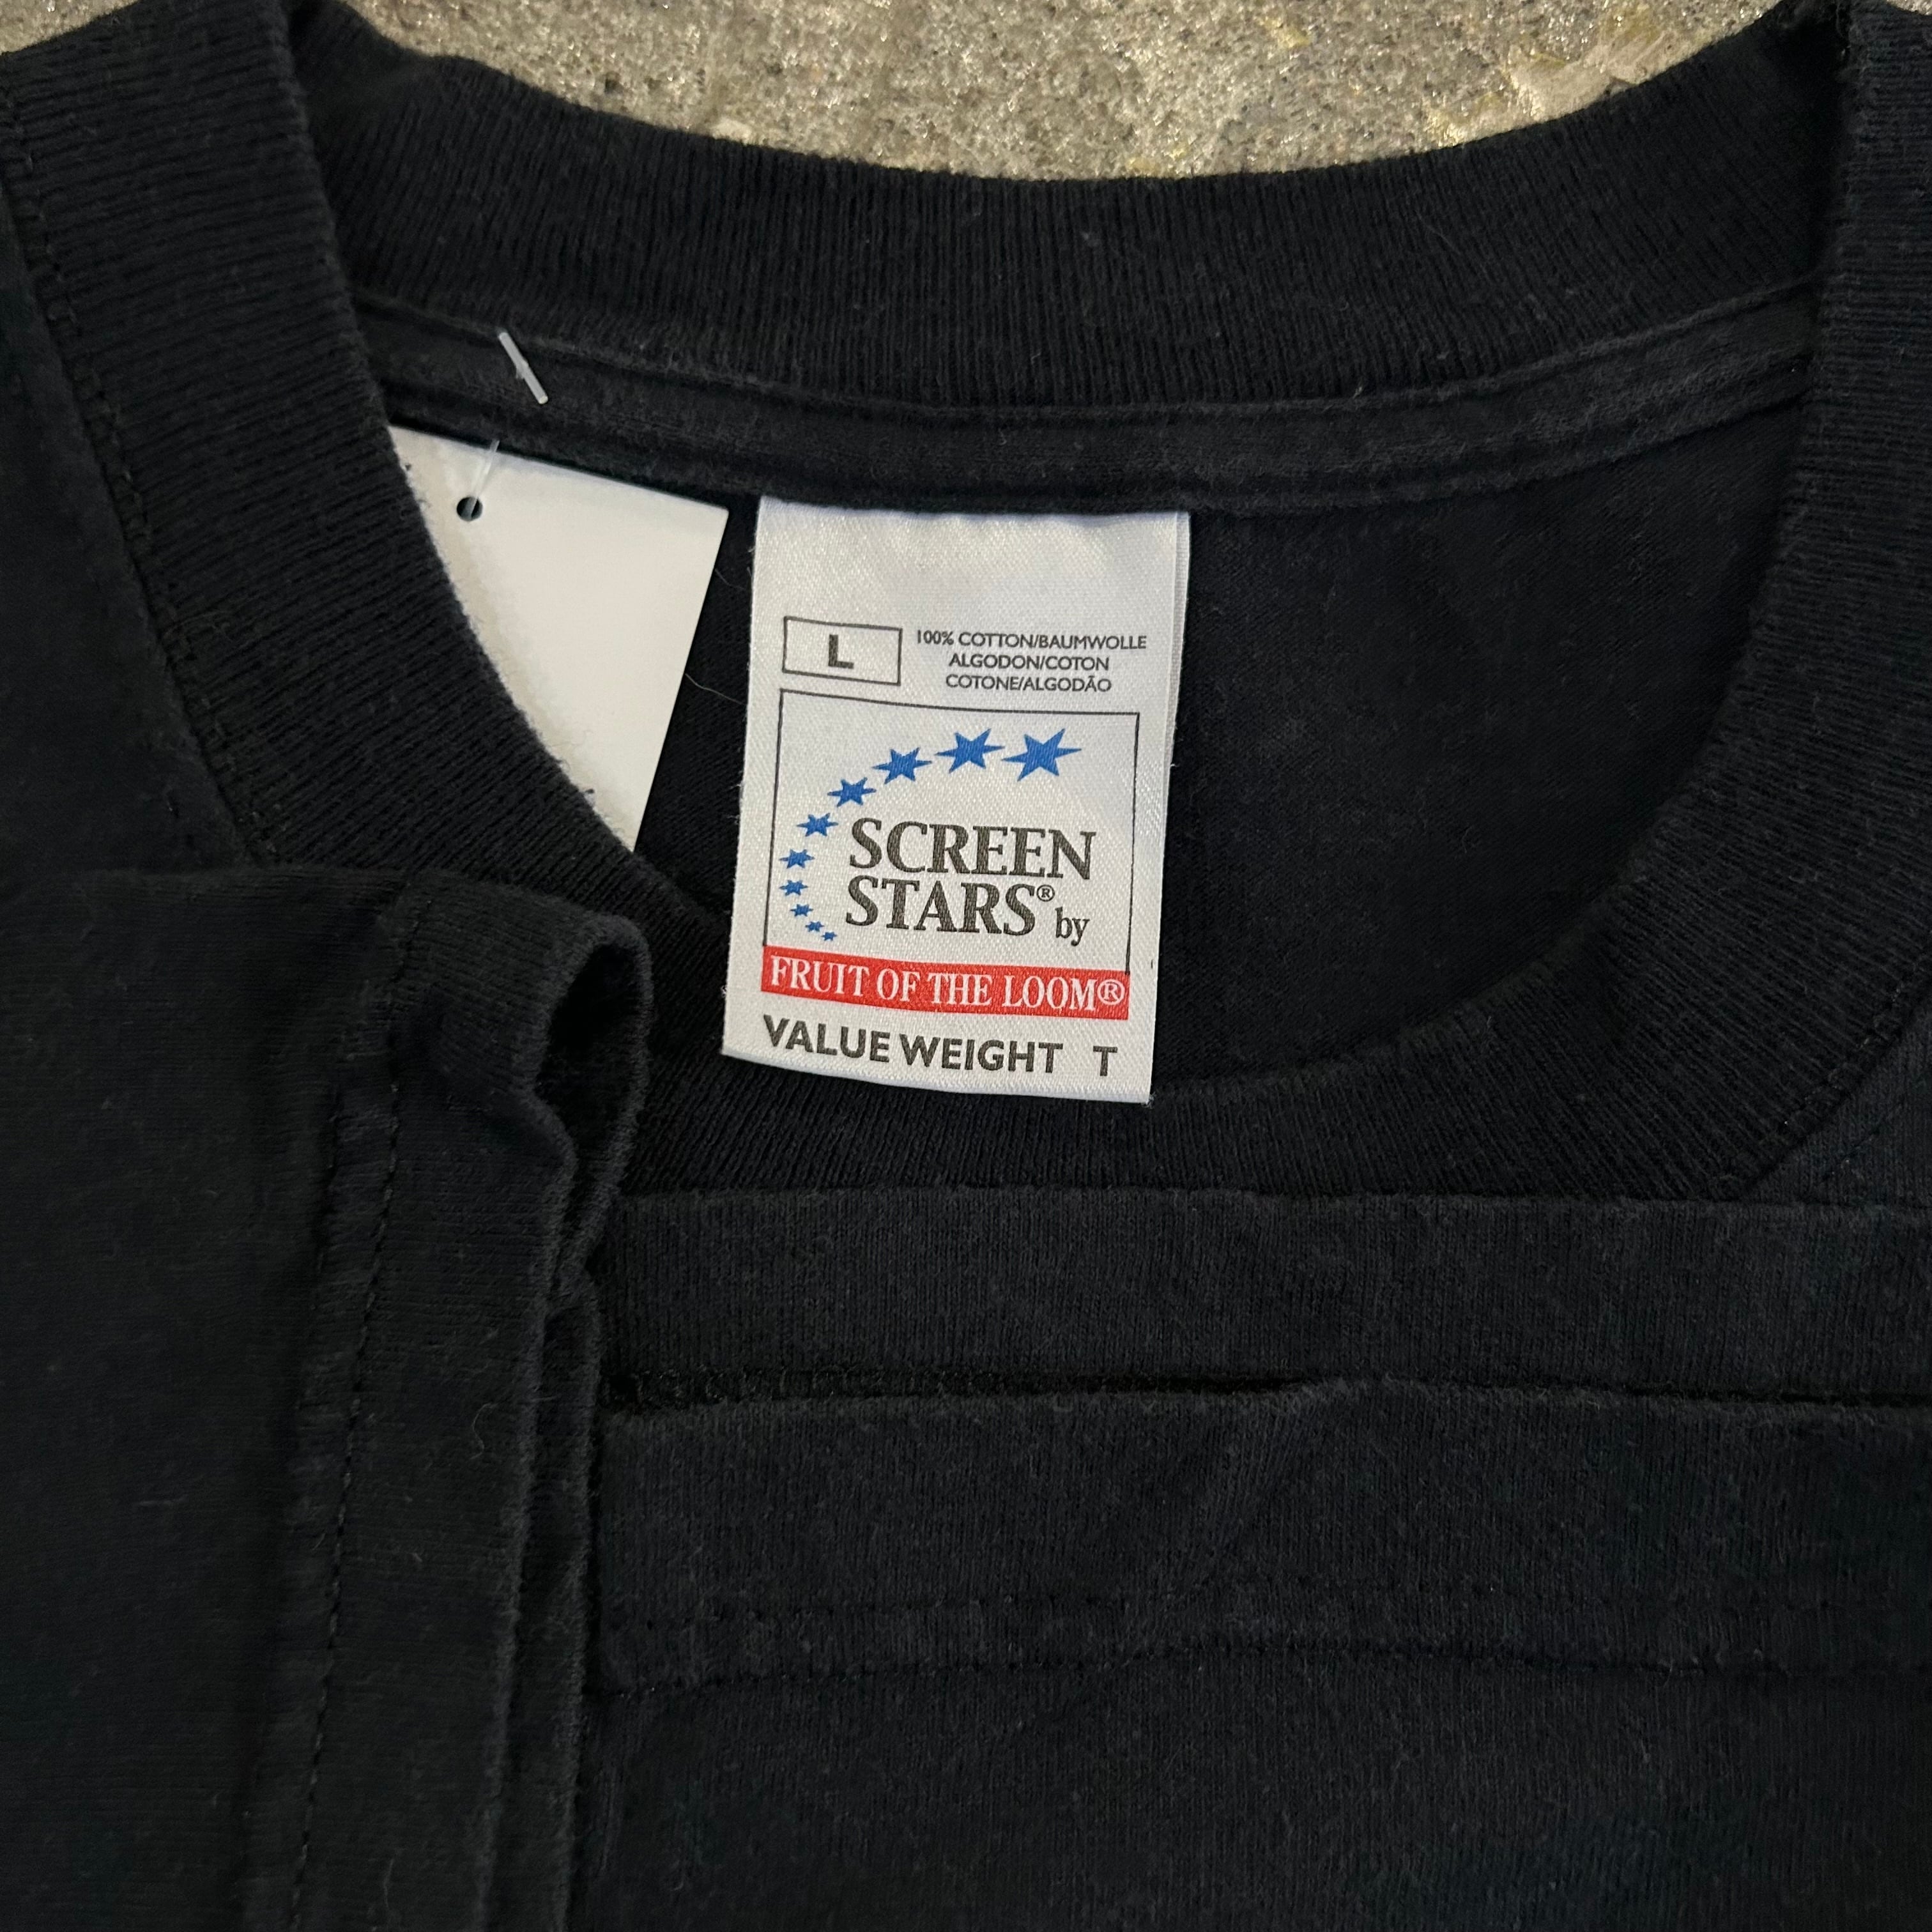 L
100% COTTON/BAUMWOLLE
ALGODON/COTON
COTONE/ALGODÃO
SCREEN
STARS® by
FRUIT OF THE LOOM®
VALUE WEIGHT T